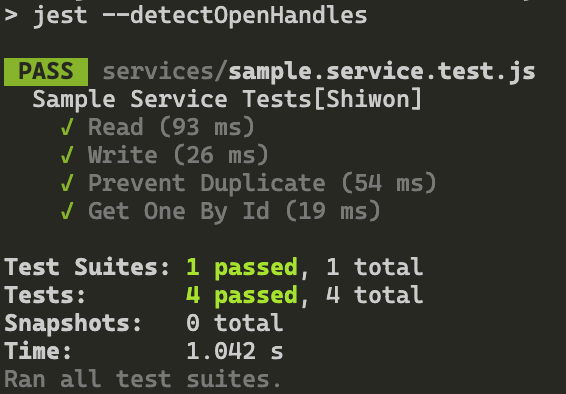 > jest --detectOpenHandles
PASS services/sample.service.test.js
Sample Service Tests[Shiwon]
√ Read (93 ms)
√ Write (26 ms)
√ Prevent Duplicate (54 ms)
√ Get One By Id (19 ms)
Test Suites: 1 passed, 1 total
Tests: 4 passed, 4 total
Snapshots: 0 total
Time: 1.042 s
Ran all test suites.